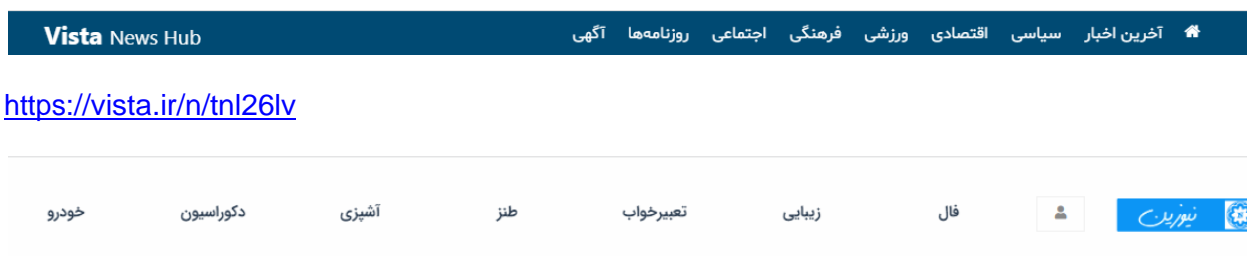 آخرین اخبار سیاسی اقتصادی ورزشی فرهنگی اجتماعی روزنامه‌ها آگهی Vista News Hub
https://vista.ir/n/tnl26lv
نیوزین فال زیبایی تعبیرخواب طنز آشپزی دکوراسیون خودرو